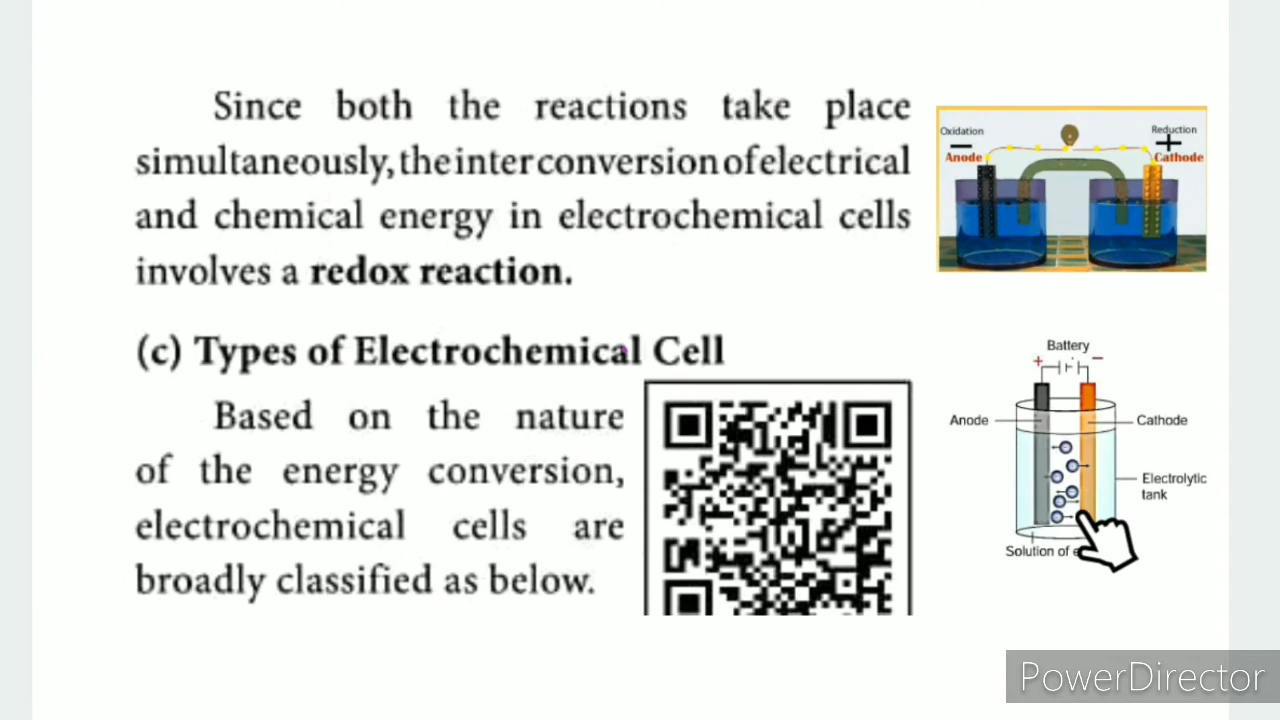 Since both the reactions take place
simultaneously, the inter conversion of electrical
and chemical energy in electrochemical cells
involves a redox reaction.
(c) Types of Electrochemical Cell
Based on the nature
of the energy conversion,
electrochemical cells are
broadly classified as below.
Oxidation
Reduction
−
+
Anode
Cathode
Battery
+
−
Anode
Cathode
Electrolytic
tank
Solution of
PowerDirector